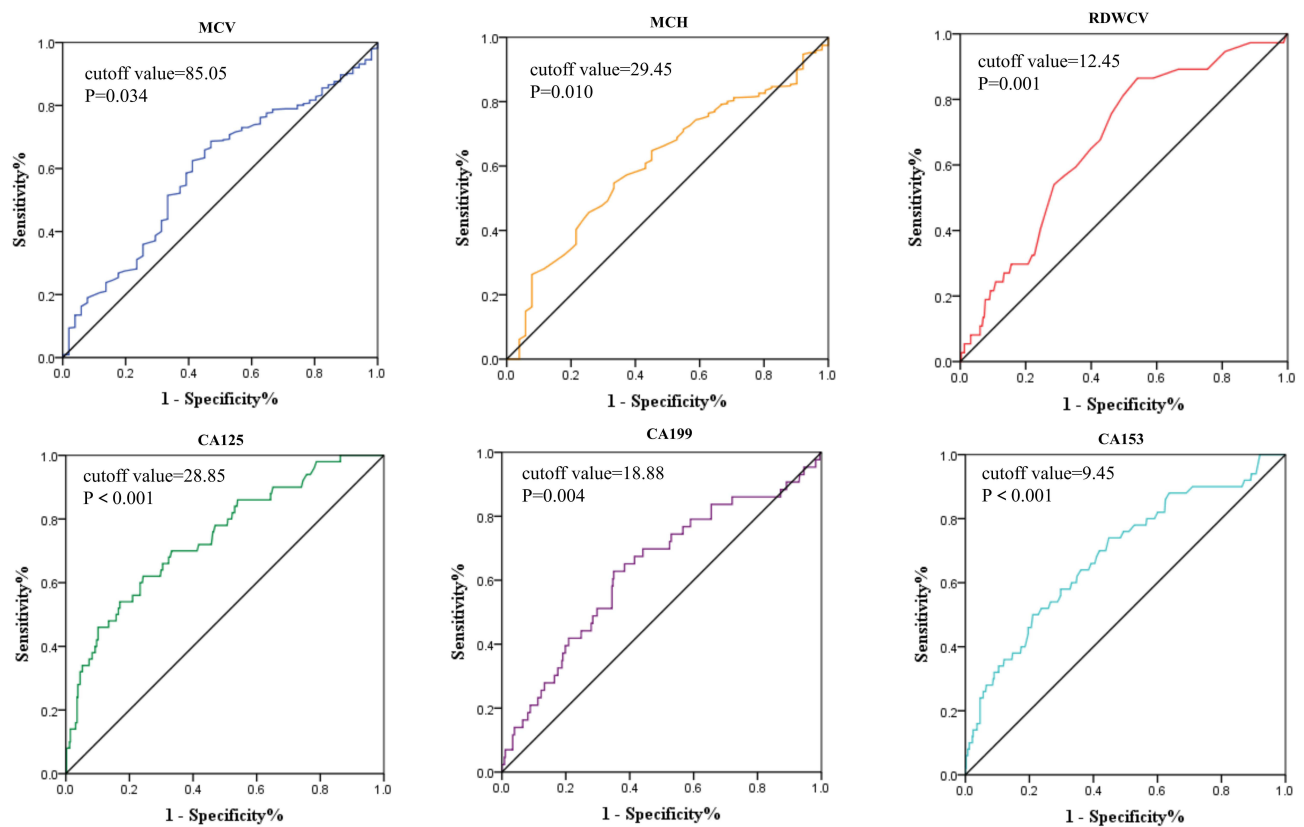 MCV
cutoff value=85.05
P=0.034
1.0
0.8
0.6
0.4
0.2
0.0
Sensitivity%
0.0 0.2 0.4 0.6 0.8 1.0
1 - Specificity%
MCH
cutoff value=29.45
P=0.010
1.0
0.8
0.6
0.4
0.2
0.0
Sensitivity%
0.0 0.2 0.4 0.6 0.8 1.0
1 - Specificity%
RDWCV
cutoff value=12.45
P=0.001
1.0
0.8
0.6
0.4
0.2
0.0
Sensitivity%
0.0 0.2 0.4 0.6 0.8 1.0
1 - Specificity%
CA125
cutoff value=28.85
P < 0.001
1.0
0.8
0.6
0.4
0.2
0.0
Sensitivity%
0.0 0.2 0.4 0.6 0.8 1.0
1 - Specificity%
CA199
cutoff value=18.88
P=0.004
1.0
0.8
0.6
0.4
0.2
0.0
Sensitivity%
0.0 0.2 0.4 0.6 0.8 1.0
1 - Specificity%
CA153
cutoff value=9.45
P < 0.001
1.0
0.8
0.6
0.4
0.2
0.0
Sensitivity%
0.0 0.2 0.4 0.6 0.8 1.0
1 - Specificity%